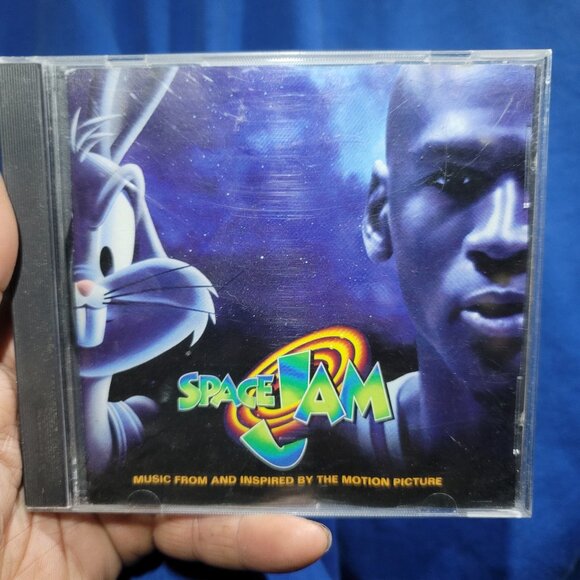 SPACE JAM
MUSIC FROM AND INSPIRED BY THE MOTION PICTURE